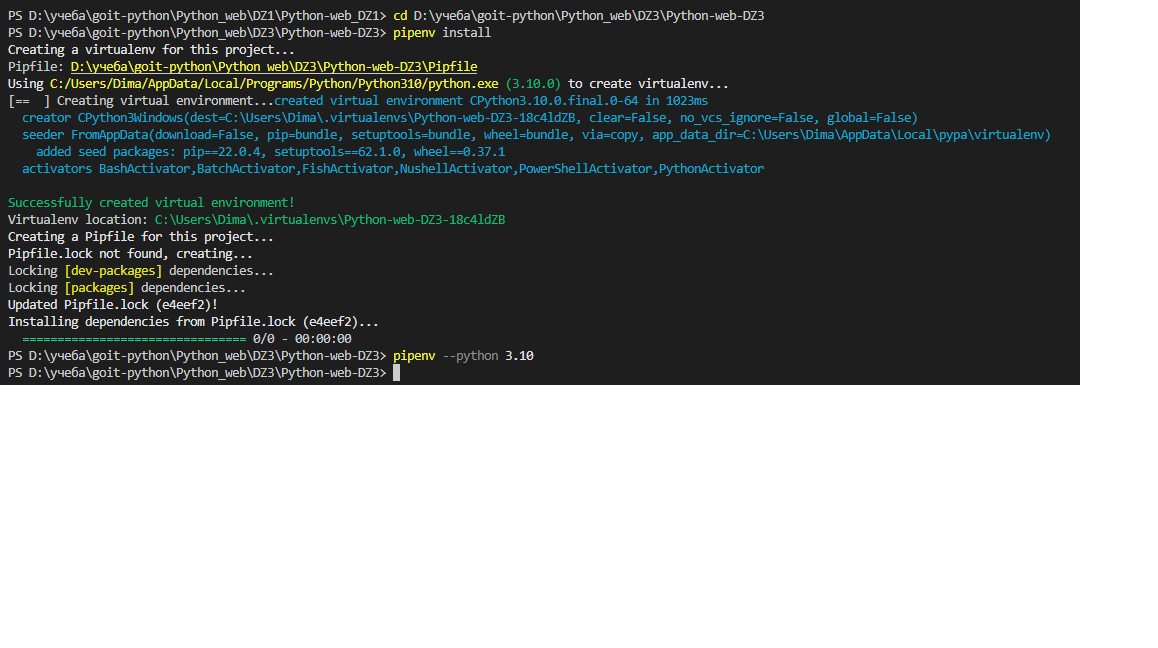 PS D:\учеба\goit-python\Python_web\DZ1\Python-web_DZ1> cd D:\учеба\goit-python\Python_web\DZ3\Python-web-DZ3
PS D:\учеба\goit-python\Python_web\DZ3\Python-web-DZ3> pipenv install
Creating a virtualenv for this project...
Pipfile: D:\учеба\goit-python\Python_web\DZ3\Python-web-DZ3\Pipfile
Using C:/Users/Dima/AppData/Local/Programs/Python/Python310/python.exe (3.10.0) to create virtualenv...
[==  ] Creating virtual environment...created virtual environment CPython3.10.0.final.0-64 in 1023ms
  creator CPython3Windows(dest=C:\Users\Dima\.virtualenvs\Python-web-DZ3-18c4ldZB, clear=False, no_vcs_ignore=False, global=False)
  seeder FromAppData(download=False, pip=bundle, setuptools=bundle, wheel=bundle, via=copy, app_data_dir=C:\Users\Dima\AppData\Local\pypa\virtualenv)
    added seed packages: pip==22.0.4, setuptools==62.1.0, wheel==0.37.1
  activators BashActivator,BatchActivator,FishActivator,NushellActivator,PowerShellActivator,PythonActivator
Successfully created virtual environment!
Virtualenv location: C:\Users\Dima\.virtualenvs\Python-web-DZ3-18c4ldZB
Creating a Pipfile for this project...
Pipfile.lock not found, creating...
Locking [dev-packages] dependencies...
Locking [packages] dependencies...
Updated Pipfile.lock (e4eef2)!
Installing dependencies from Pipfile.lock (e4eef2)...
  ================================ 0/0 - 00:00:00
PS D:\учеба\goit-python\Python_web\DZ3\Python-web-DZ3> pipenv --python 3.10
PS D:\учеба\goit-python\Python_web\DZ3\Python-web-DZ3>